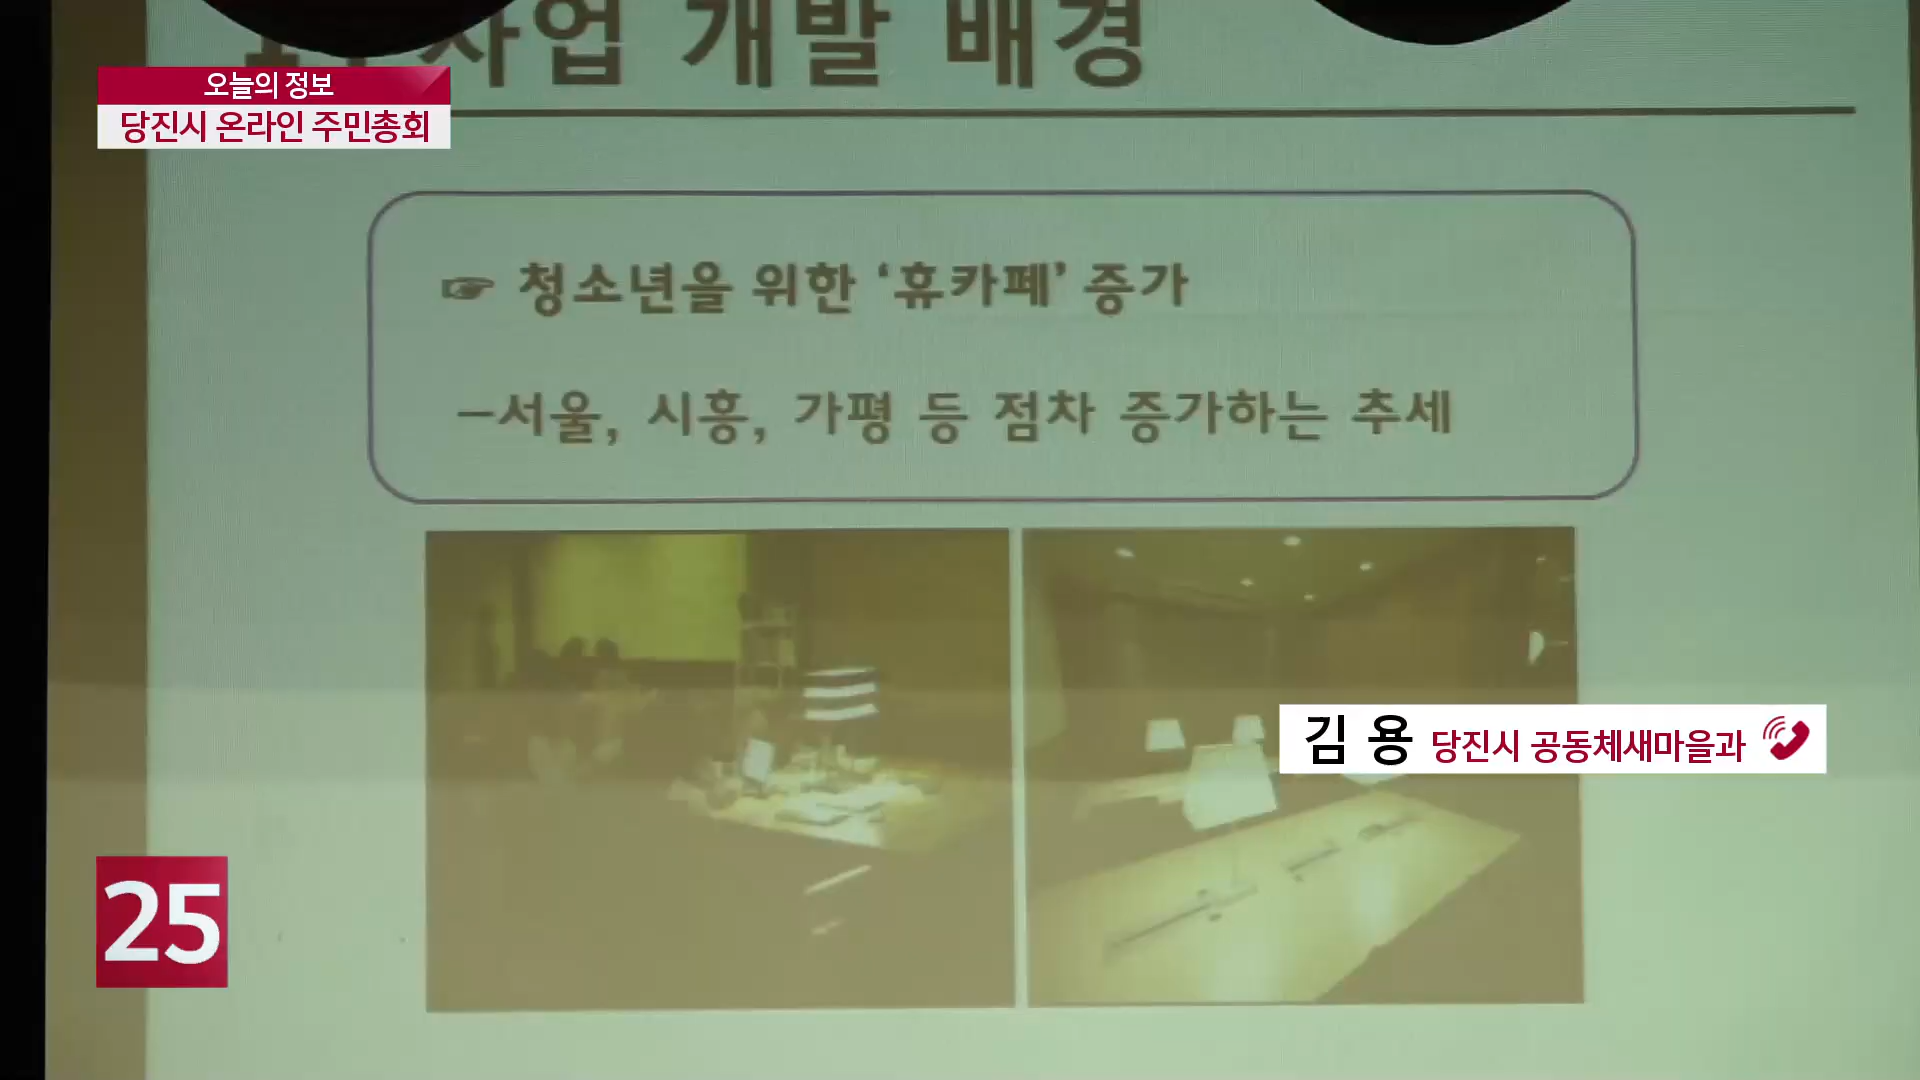 사업 개발 배경
오늘의 정보
당진시 온라인 주민총회
☞ 청소년을 위한 ‘휴카페’ 증가
-서울, 시흥, 가평 등 점차 증가하는 추세
김 용 당진시 공동체새마을과
25